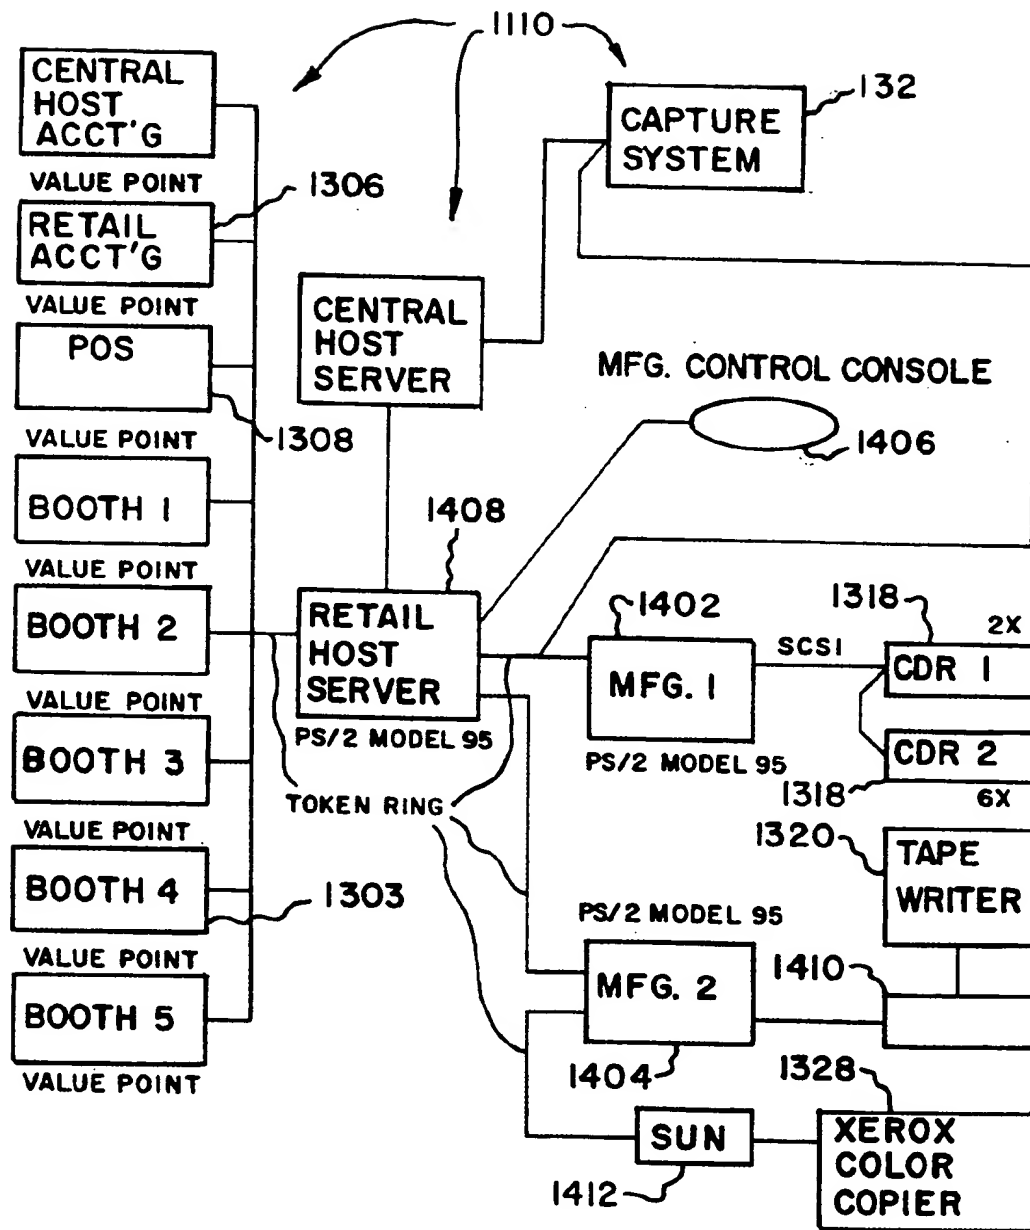 1110
CENTRAL
HOST
ACCT'G
VALUE POINT
1306
RETAIL
ACCT'G
VALUE POINT
POS
1308
VALUE POINT
BOOTH 1
VALUE POINT
BOOTH 2
VALUE POINT
BOOTH 3
VALUE POINT
BOOTH 4
1303
VALUE POINT
BOOTH 5
VALUE POINT
CAPTURE
SYSTEM
132
CENTRAL
HOST
SERVER
MFG. CONTROL CONSOLE
1406
1408
RETAIL
HOST
SERVER
PS/2 MODEL 95
TOKEN RING
1402
MFG. 1
PS/2 MODEL 95
SCSI
1318
2X
CDR 1
CDR 2
1318
6X
1320
TAPE
WRITER
PS/2 MODEL 95
MFG. 2
1404
1410
SUN
1412
1328
XEROX
COLOR
COPIER